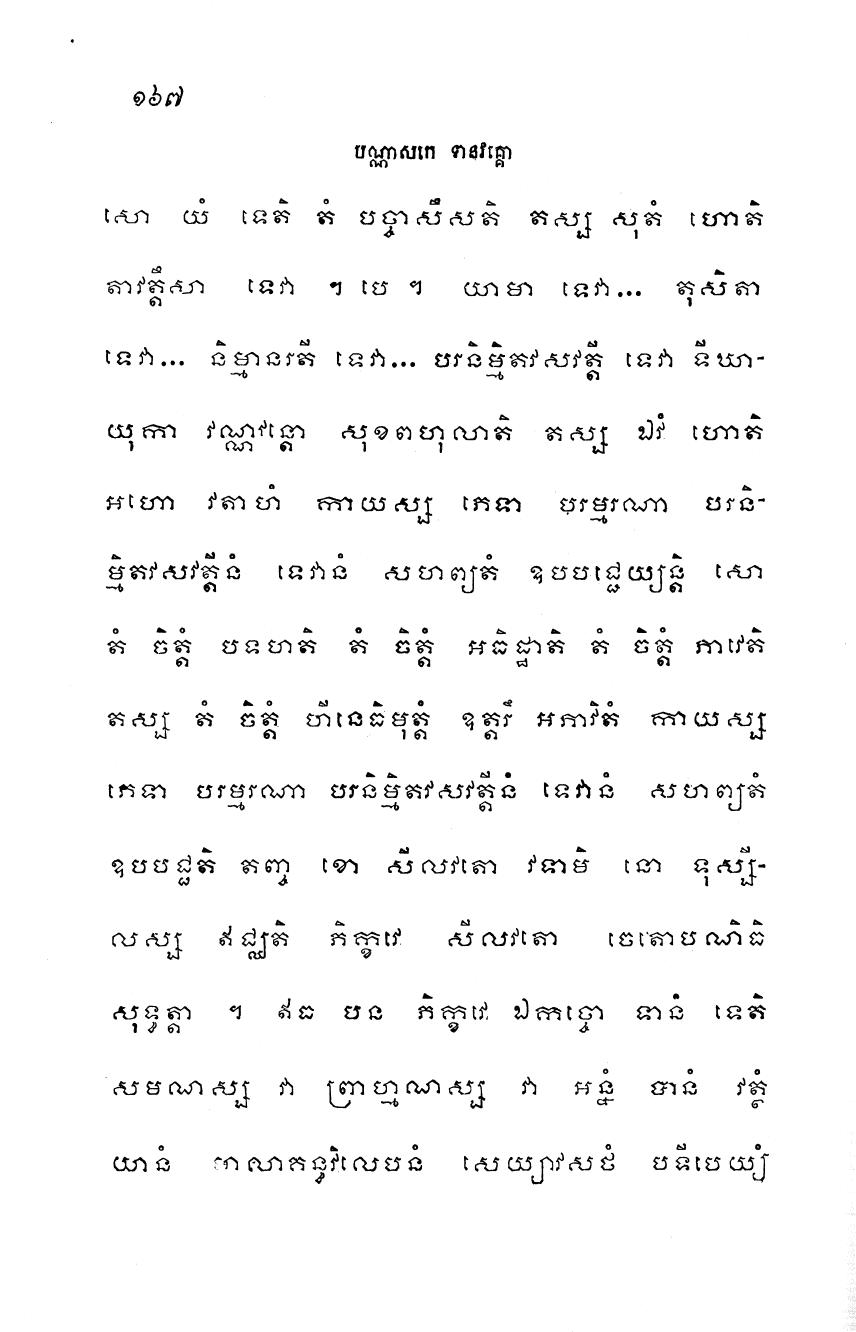 ១៦៧
បណ្ណាសកេ ទានវគ្គោ
សោ យំ ទេតិ តំ បច្ចាសឹសតិ តស្ស សុតំ ហោតិ
តាវត្តឹសា ទេវា ។ បេ ។ យាមា ទេវា... តុសិតា
ទេវា... និម្មានរតី ទេវា... បរនិម្មិតវសវត្តី ទេវា ទីឃា-
យុកា វណ្ណវន្តោ សុខពហុលាតិ តស្ស ឯវំ ហោតិ
អហោ វតាហំ កាយស្ស ភេទា បរម្មរណា បរនិ-
ម្មិតវសវត្តីនំ ទេវានំ សហព្យតំ ឧបបជ្ជេយ្យន្តិ សោ
តំ ចិត្តំ បទហតិ តំ ចិត្តំ អធិដ្ឋាតិ តំ ចិត្តំ ភាវេតិ
តស្ស តំ ចិត្តំ ហីនេធិមុត្តំ ឧត្តរឹ អភាវិតំ កាយស្ស
ភេទា បរម្មរណា បរនិម្មិតវសវត្តីនំ ទេវានំ សហព្យតំ
ឧបបជ្ជតិ តញ្ច ខោ សីលវតោ វទាមិ នោ ទុស្សី-
លស្ស ឥជ្ឈតិ ភិក្ខវេ សីលវតោ ចេតោបណិធិ
សុទ្ធត្តា ។ ឥធ បន ភិក្ខវេ ឯកច្ចោ ទានំ ទេតិ
សមណស្ស វា ព្រាហ្មណស្ស វា អន្នំ បានំ វត្ថំ
យានំ មាលាគន្ធវិលេបនំ សេយ្យាវសថំ បទីបេយ្យំ